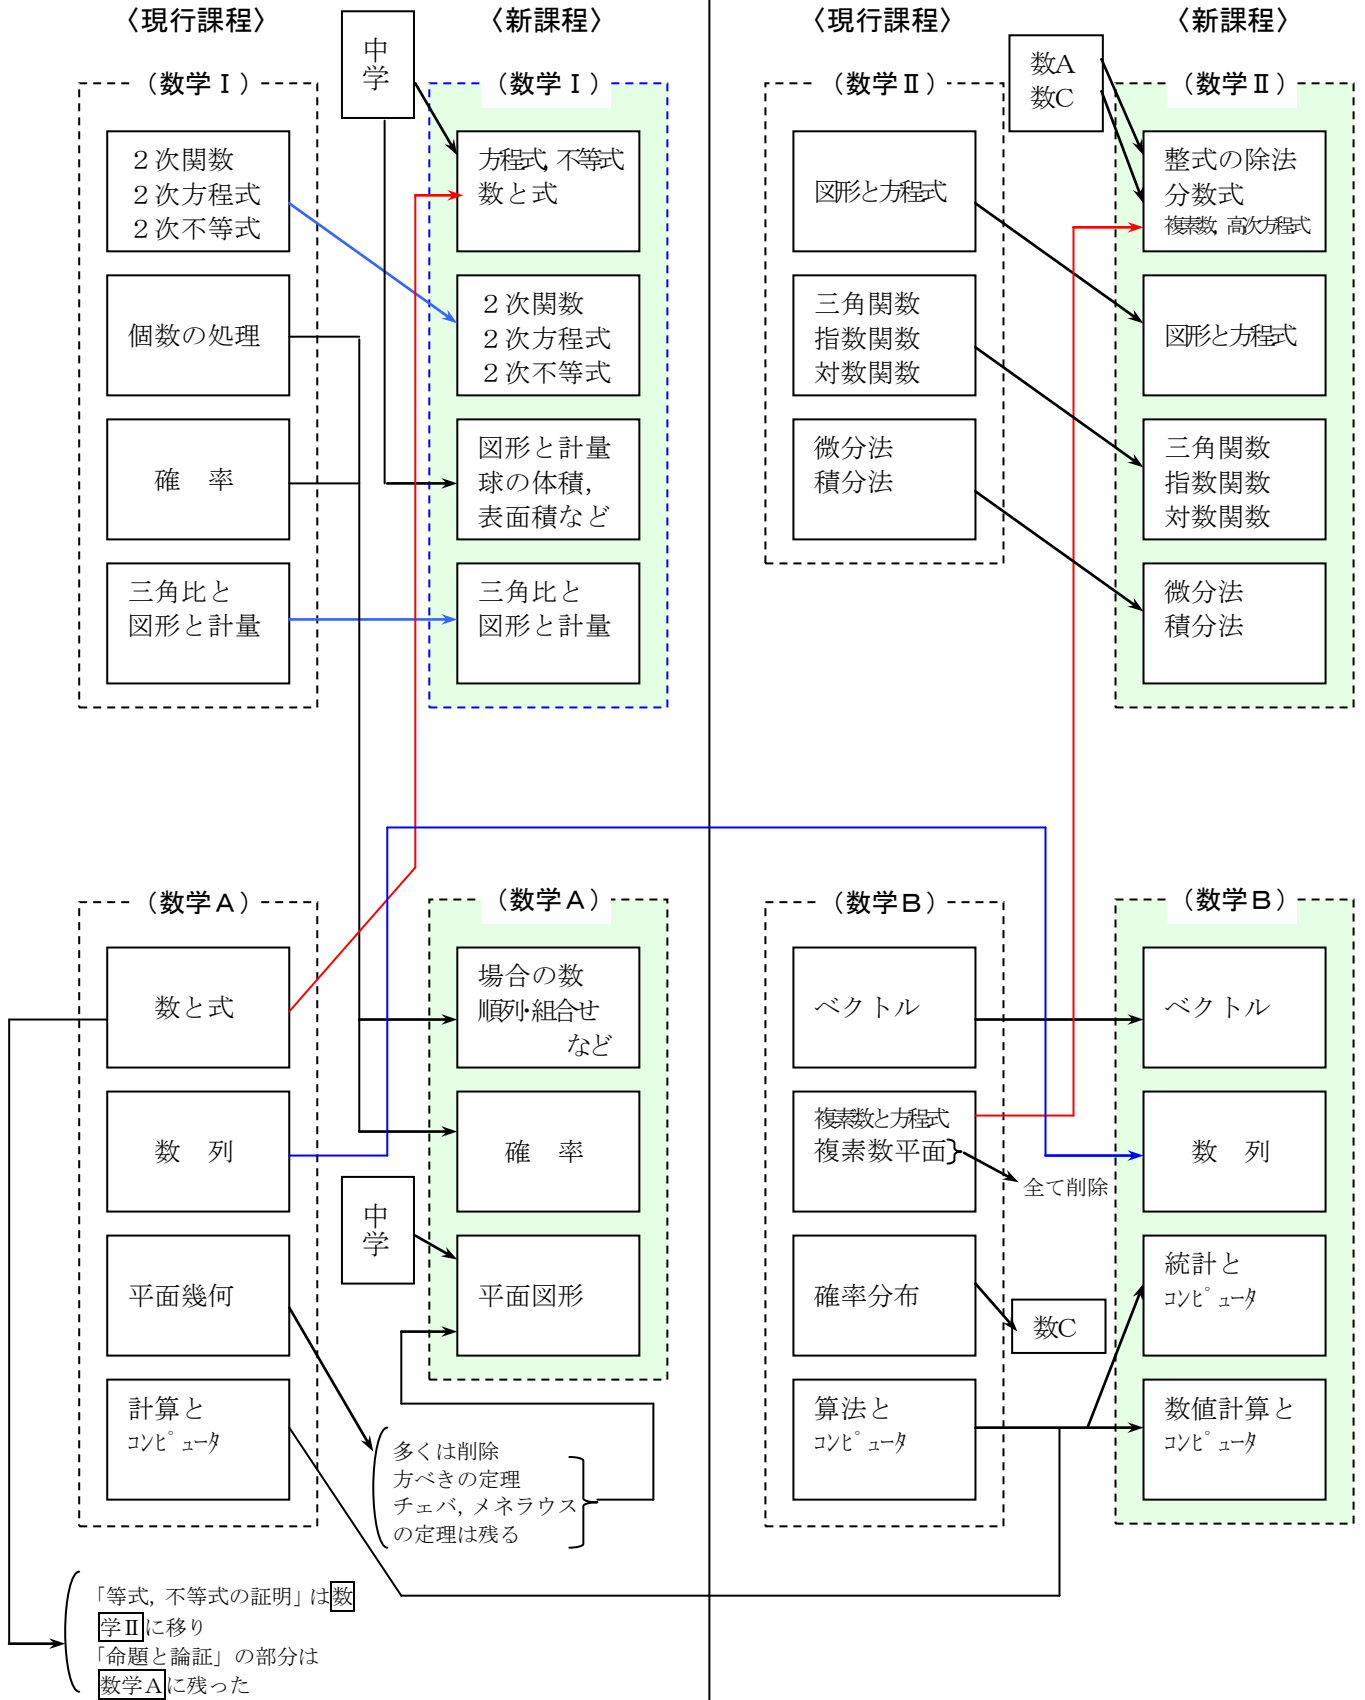 〈現行課程〉
〈新課程〉
中学
（数学Ⅰ）
（数学Ⅰ）
２次関数
２次方程式
２次不等式
方程式, 不等式
数と式
個数の処理
２次関数
２次方程式
２次不等式
確　率
図形と計量
球の体積,
表面積など
三角比と
図形と計量
三角比と
図形と計量
〈現行課程〉
〈新課程〉
数A
数C
（数学Ⅱ）
（数学Ⅱ）
図形と方程式
整式の除法
分数式
複素数, 高次方程式
三角関数
指数関数
対数関数
図形と方程式
微分法
積分法
三角関数
指数関数
対数関数
微分法
積分法
（数学Ａ）
（数学Ａ）
数と式
場合の数
順列･組合せ
など
数　列
確　率
中学
平面幾何
平面図形
計算と
ｺﾝﾋﾟｭｰﾀ
多くは削除
方べきの定理
チェバ, メネラウス
の定理は残る
「等式, 不等式の証明」は数
学Ⅱに移り
「命題と論証」の部分は
数学Ａに残った
（数学Ｂ）
（数学Ｂ）
ベクトル
ベクトル
複素数と方程式
複素数平面}
全て削除
数　列
確率分布
数C
統計と
ｺﾝﾋﾟｭｰﾀ
算法と
ｺﾝﾋﾟｭｰﾀ
数値計算と
ｺﾝﾋﾟｭｰﾀ